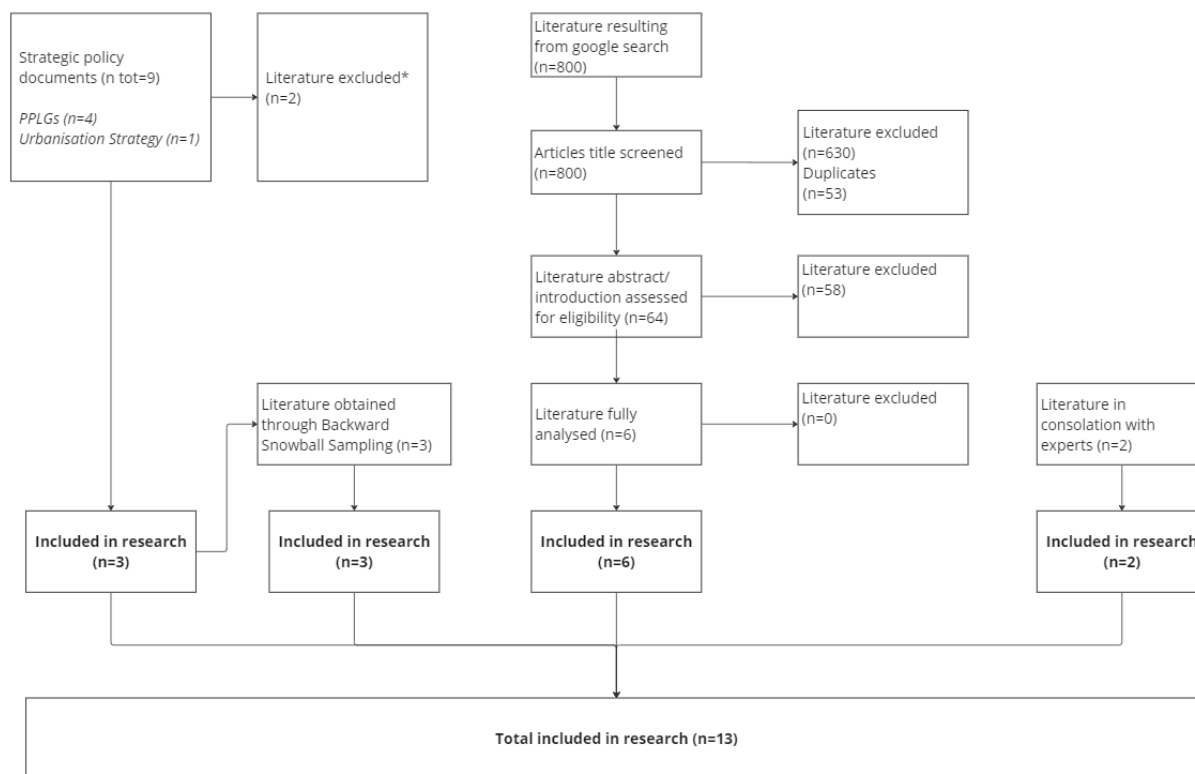 Strategic policy
documents (n tot=9)
PPLGs (n=4)
Urbanisation Strategy (n=1)
Literature excluded*
(n=2)
Literature resulting
from google search
(n=800)
Articles title screened
(n=800)
Literature excluded
(n=630)
Duplicates
(n=53)
Literature abstract/
introduction assessed
for eligibility (n=64)
Literature excluded
(n=58)
Literature obtained
through Backward
Snowball Sampling (n=3)
Literature fully
analysed (n=6)
Literature excluded
(n=0)
Literature in
consolation with
experts (n=2)
Included in research
(n=3)
Included in research
(n=3)
Included in research
(n=6)
Included in research
(n=2)
Total included in research (n=13)